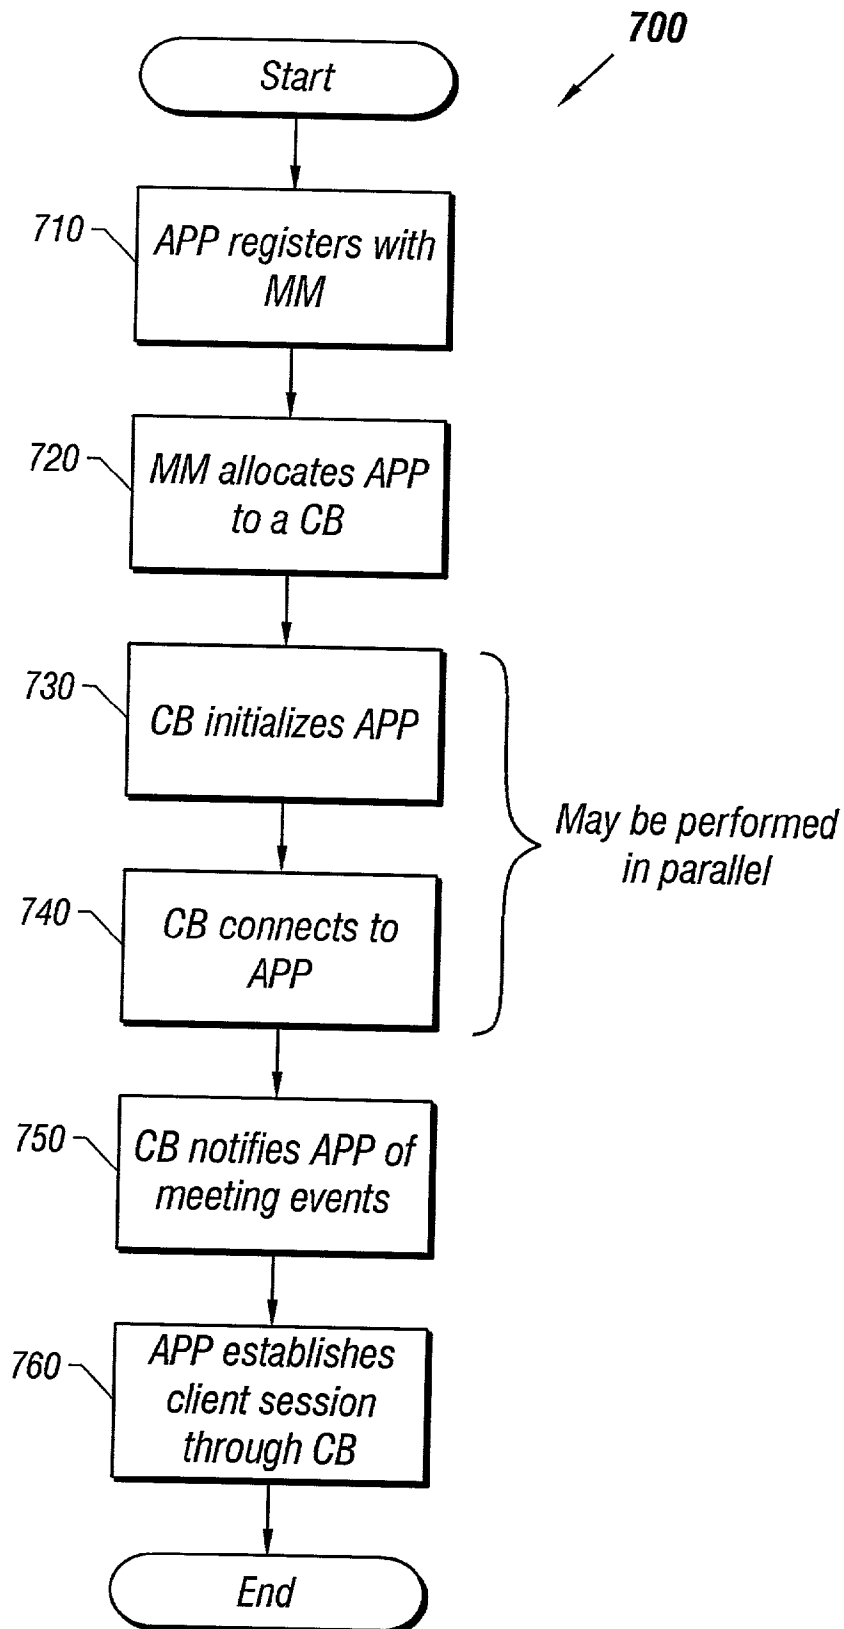 700
Start
710
APP registers with
MM
720
MM allocates APP
to a CB
730
CB initializes APP
May be performed
in parallel
740
CB connects to
APP
750
CB notifies APP of
meeting events
760
APP establishes
client session
through CB
End